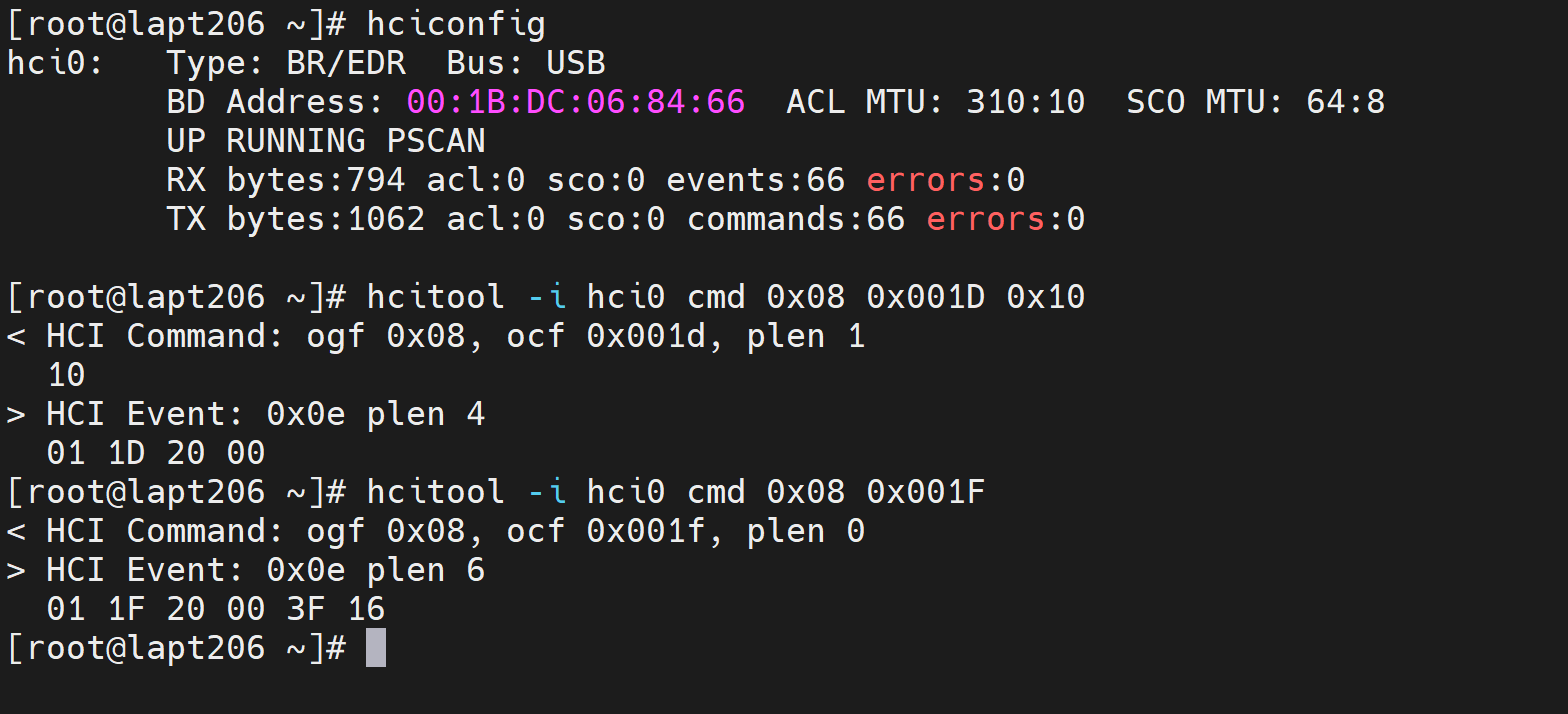 [root@lapt206 ~]# hciconfig
hci0:   Type: BR/EDR  Bus: USB
        BD Address: 00:1B:DC:06:84:66  ACL MTU: 310:10  SCO MTU: 64:8
        UP RUNNING PSCAN
        RX bytes:794 acl:0 sco:0 events:66 errors:0
        TX bytes:1062 acl:0 sco:0 commands:66 errors:0

[root@lapt206 ~]# hcitool -i hci0 cmd 0x08 0x001D 0x10
< HCI Command: ogf 0x08, ocf 0x001d, plen 1
  10
> HCI Event: 0x0e plen 4
  01 1D 20 00
[root@lapt206 ~]# hcitool -i hci0 cmd 0x08 0x001F
< HCI Command: ogf 0x08, ocf 0x001f, plen 0
> HCI Event: 0x0e plen 6
  01 1F 20 00 3F 16
[root@lapt206 ~]#